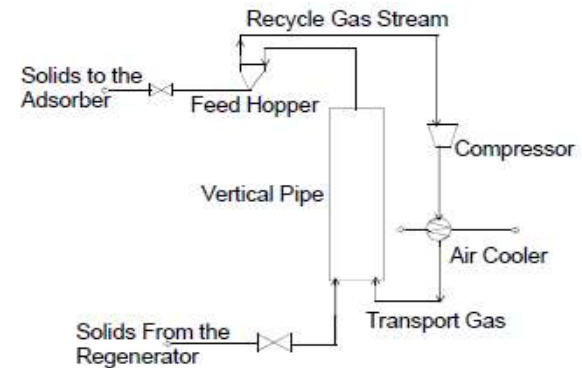 Recycle Gas Stream
Solids to the
Adsorber
Feed Hopper
Compressor
Vertical Pipe
Air Cooler
Transport Gas
Solids From the
Regenerator